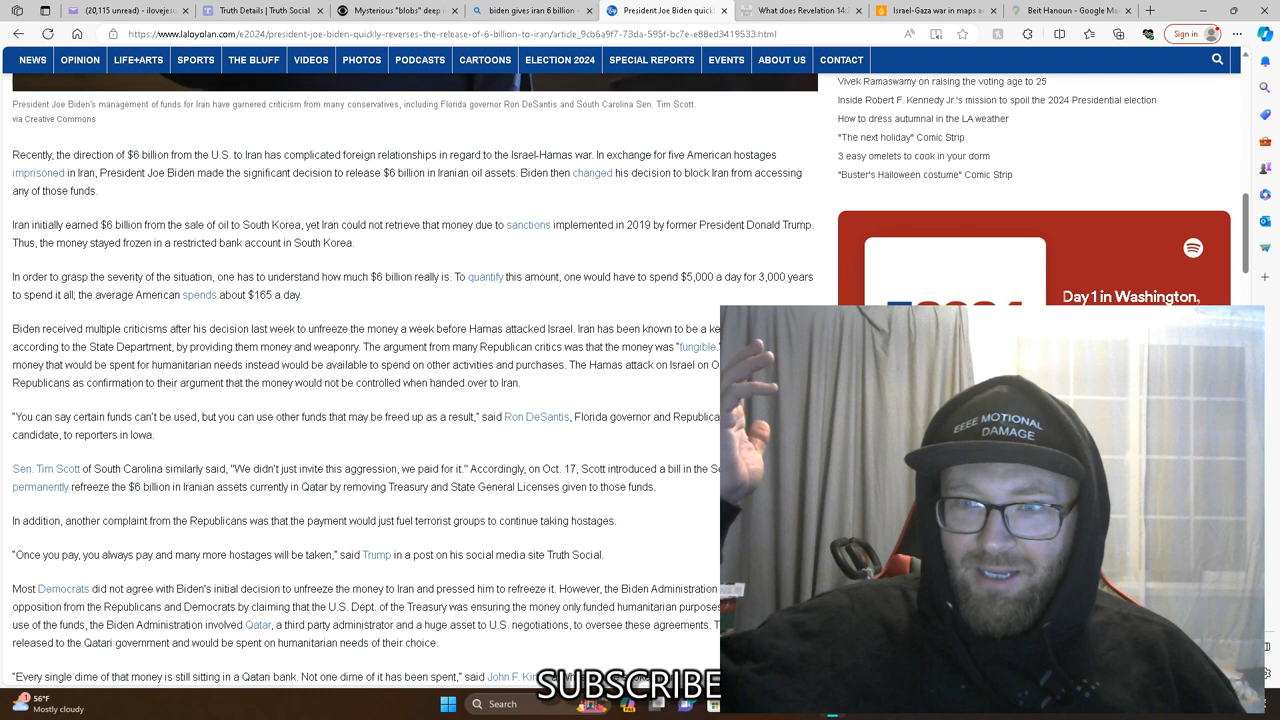 (20,115 unread) - ilovejesu
Truth Details | Truth Social
Mysterious "blobs" deep i
biden gives iran 6 billion -
President Joe Biden quick
What does Revelation 14:
Israel-Gaza war in maps a
Beit Hanoun - Google Ma
https://www.laloyolan.com/e2024/president-joe-biden-quickly-reverses-the-release-of-6-billion-to-iran/article_9cb6a9f7-73da-595f-bc7e-e88ed3419533.html
Sign in
NEWS OPINION LIFE+ARTS SPORTS THE BLUFF VIDEOS PHOTOS PODCASTS CARTOONS ELECTION 2024 SPECIAL REPORTS EVENTS ABOUT US CONTACT
President Joe Biden's management of funds for Iran have garnered criticism from many conservatives, including Florida governor Ron DeSantis and South Carolina Sen. Tim Scott.
via Creative Commons
Recently, the direction of $6 billion from the U.S. to Iran has complicated foreign relationships in regard to the Israel-Hamas war. In exchange for five American hostages
imprisoned in Iran, President Joe Biden made the significant decision to release $6 billion in Iranian oil assets. Biden then changed his decision to block Iran from accessing
any of those funds.
Iran initially earned $6 billion from the sale of oil to South Korea, yet Iran could not retrieve that money due to sanctions implemented in 2019 by former President Donald Trump.
Thus, the money stayed frozen in a restricted bank account in South Korea.
In order to grasp the severity of the situation, one has to understand how much $6 billion really is. To quantify this amount, one would have to spend $5,000 a day for 3,000 years
to spend it all; the average American spends about $165 a day.
Biden received multiple criticisms after his decision last week to unfreeze the money a week before Hamas attacked Israel. Iran has been known to be a ke
according to the State Department, by providing them money and weaponry. The argument from many Republican critics was that the money was "fungible."
money that would be spent for humanitarian needs instead would be available to spend on other activities and purchases. The Hamas attack on Israel on O
Republicans as confirmation to their argument that the money would not be controlled when handed over to Iran.
"You can say certain funds can't be used, but you can use other funds that may be freed up as a result," said Ron DeSantis, Florida governor and Republica
candidate, to reporters in Iowa.
Sen. Tim Scott of South Carolina similarly said, "We didn't just invite this aggression, we paid for it." Accordingly, on Oct. 17, Scott introduced a bill in the Se
permanently refreeze the $6 billion in Iranian assets currently in Qatar by removing Treasury and State General Licenses given to those funds.
In addition, another complaint from the Republicans was that the payment would just fuel terrorist groups to continue taking hostages.
"Once you pay, you always pay and many more hostages will be taken," said Trump in a post on his social media site Truth Social.
Most Democrats did not agree with Biden's initial decision to unfreeze the money to Iran and pressed him to refreeze it. However, the Biden Administration
opposition from the Republicans and Democrats by claiming that the U.S. Dept. of the Treasury was ensuring the money only funded humanitarian purposes
use of the funds, the Biden Administration involved Qatar, a third party administrator and a huge asset to U.S. negotiations, to oversee these agreements. T
released to the Qatari government and would be spent on humanitarian needs of their choice.
"Every single dime of that money is still sitting in a Qatari bank. Not one dime of it has been spent," said John F. Kir
Vivek Ramaswamy on raising the voting age to 25
Inside Robert F. Kennedy Jr.'s mission to spoil the 2024 Presidential election
How to dress autumnal in the LA weather
"The next holiday" Comic Strip
3 easy omelets to cook in your dorm
"Buster's Halloween costume" Comic Strip
Day 1 in Washington,
EEEE MOTIONAL
DAMAGE
SUBSCRIBE
56°F
Mostly cloudy
Search